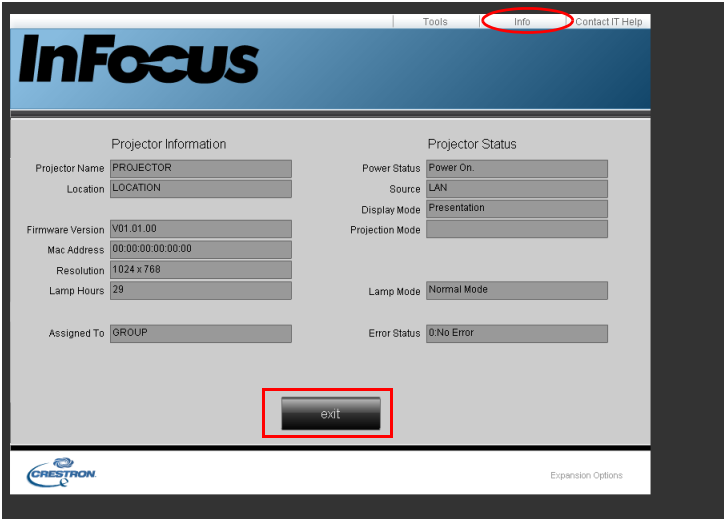 Tools Info Contact IT Help
InFocus
Projector Information
Projector Name PROJECTOR
Location LOCATION
Firmware Version V01.01.00
Mac Address 00:00:00:00:00:00
Resolution 1024 x 768
Lamp Hours 29
Assigned To GROUP
Projector Status
Power Status Power On.
Source LAN
Display Mode Presentation
Projection Mode
Lamp Mode Normal Mode
Error Status 0:No Error
exit
CRESTRON
Expansion Options